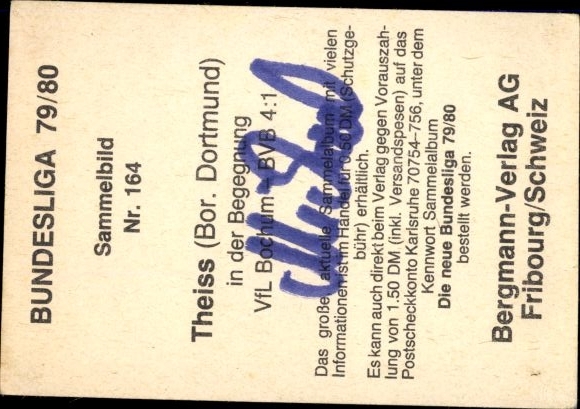 BUNDESLIGA 79/80
Sammelbild
Nr. 164
Theiss (Bor. Dortmund)
in der Begegnung
VfL Bochum - BVB 4:1
Das große aktuelle Sammelalbum mit vielen
Informationen ist im Handel für 0.50 DM (Schutzge-
bühr) erhältlich.
Es kann auch direkt beim Verlag gegen Vorauszah-
lung von 1.50 DM (inkl. Versandspesen) auf das
Postscheckkonto Karlsruhe 70754-756, unter dem
Kennwort Sammelalbum
Die neue Bundesliga 79/80
bestellt werden.
Bergmann-Verlag AG
Fribourg/Schweiz